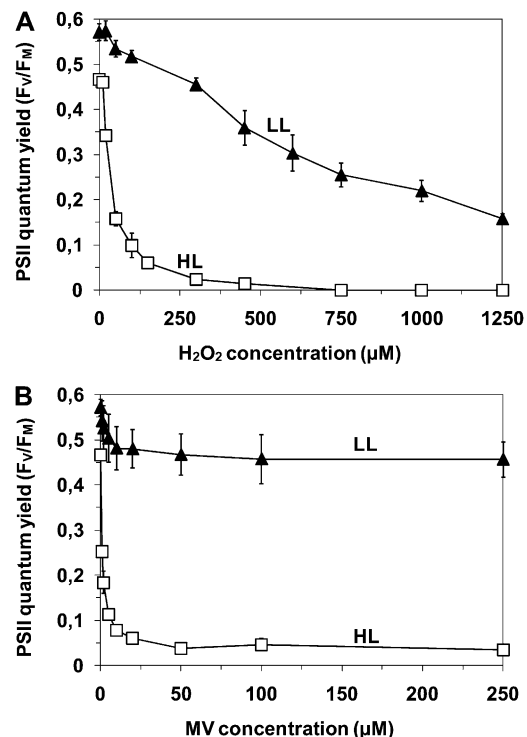 A
0,6
0,5
0,4
0,3
0,2
0,1
0
PSII quantum yield (FV/FM)
LL
HL
0 250 500 750 1000 1250
H2O2 concentration (µM)
B
0,6
0,5
0,4
0,3
0,2
0,1
0
PSII quantum yield (FV/FM)
LL
HL
0 50 100 150 200 250
MV concentration (µM)